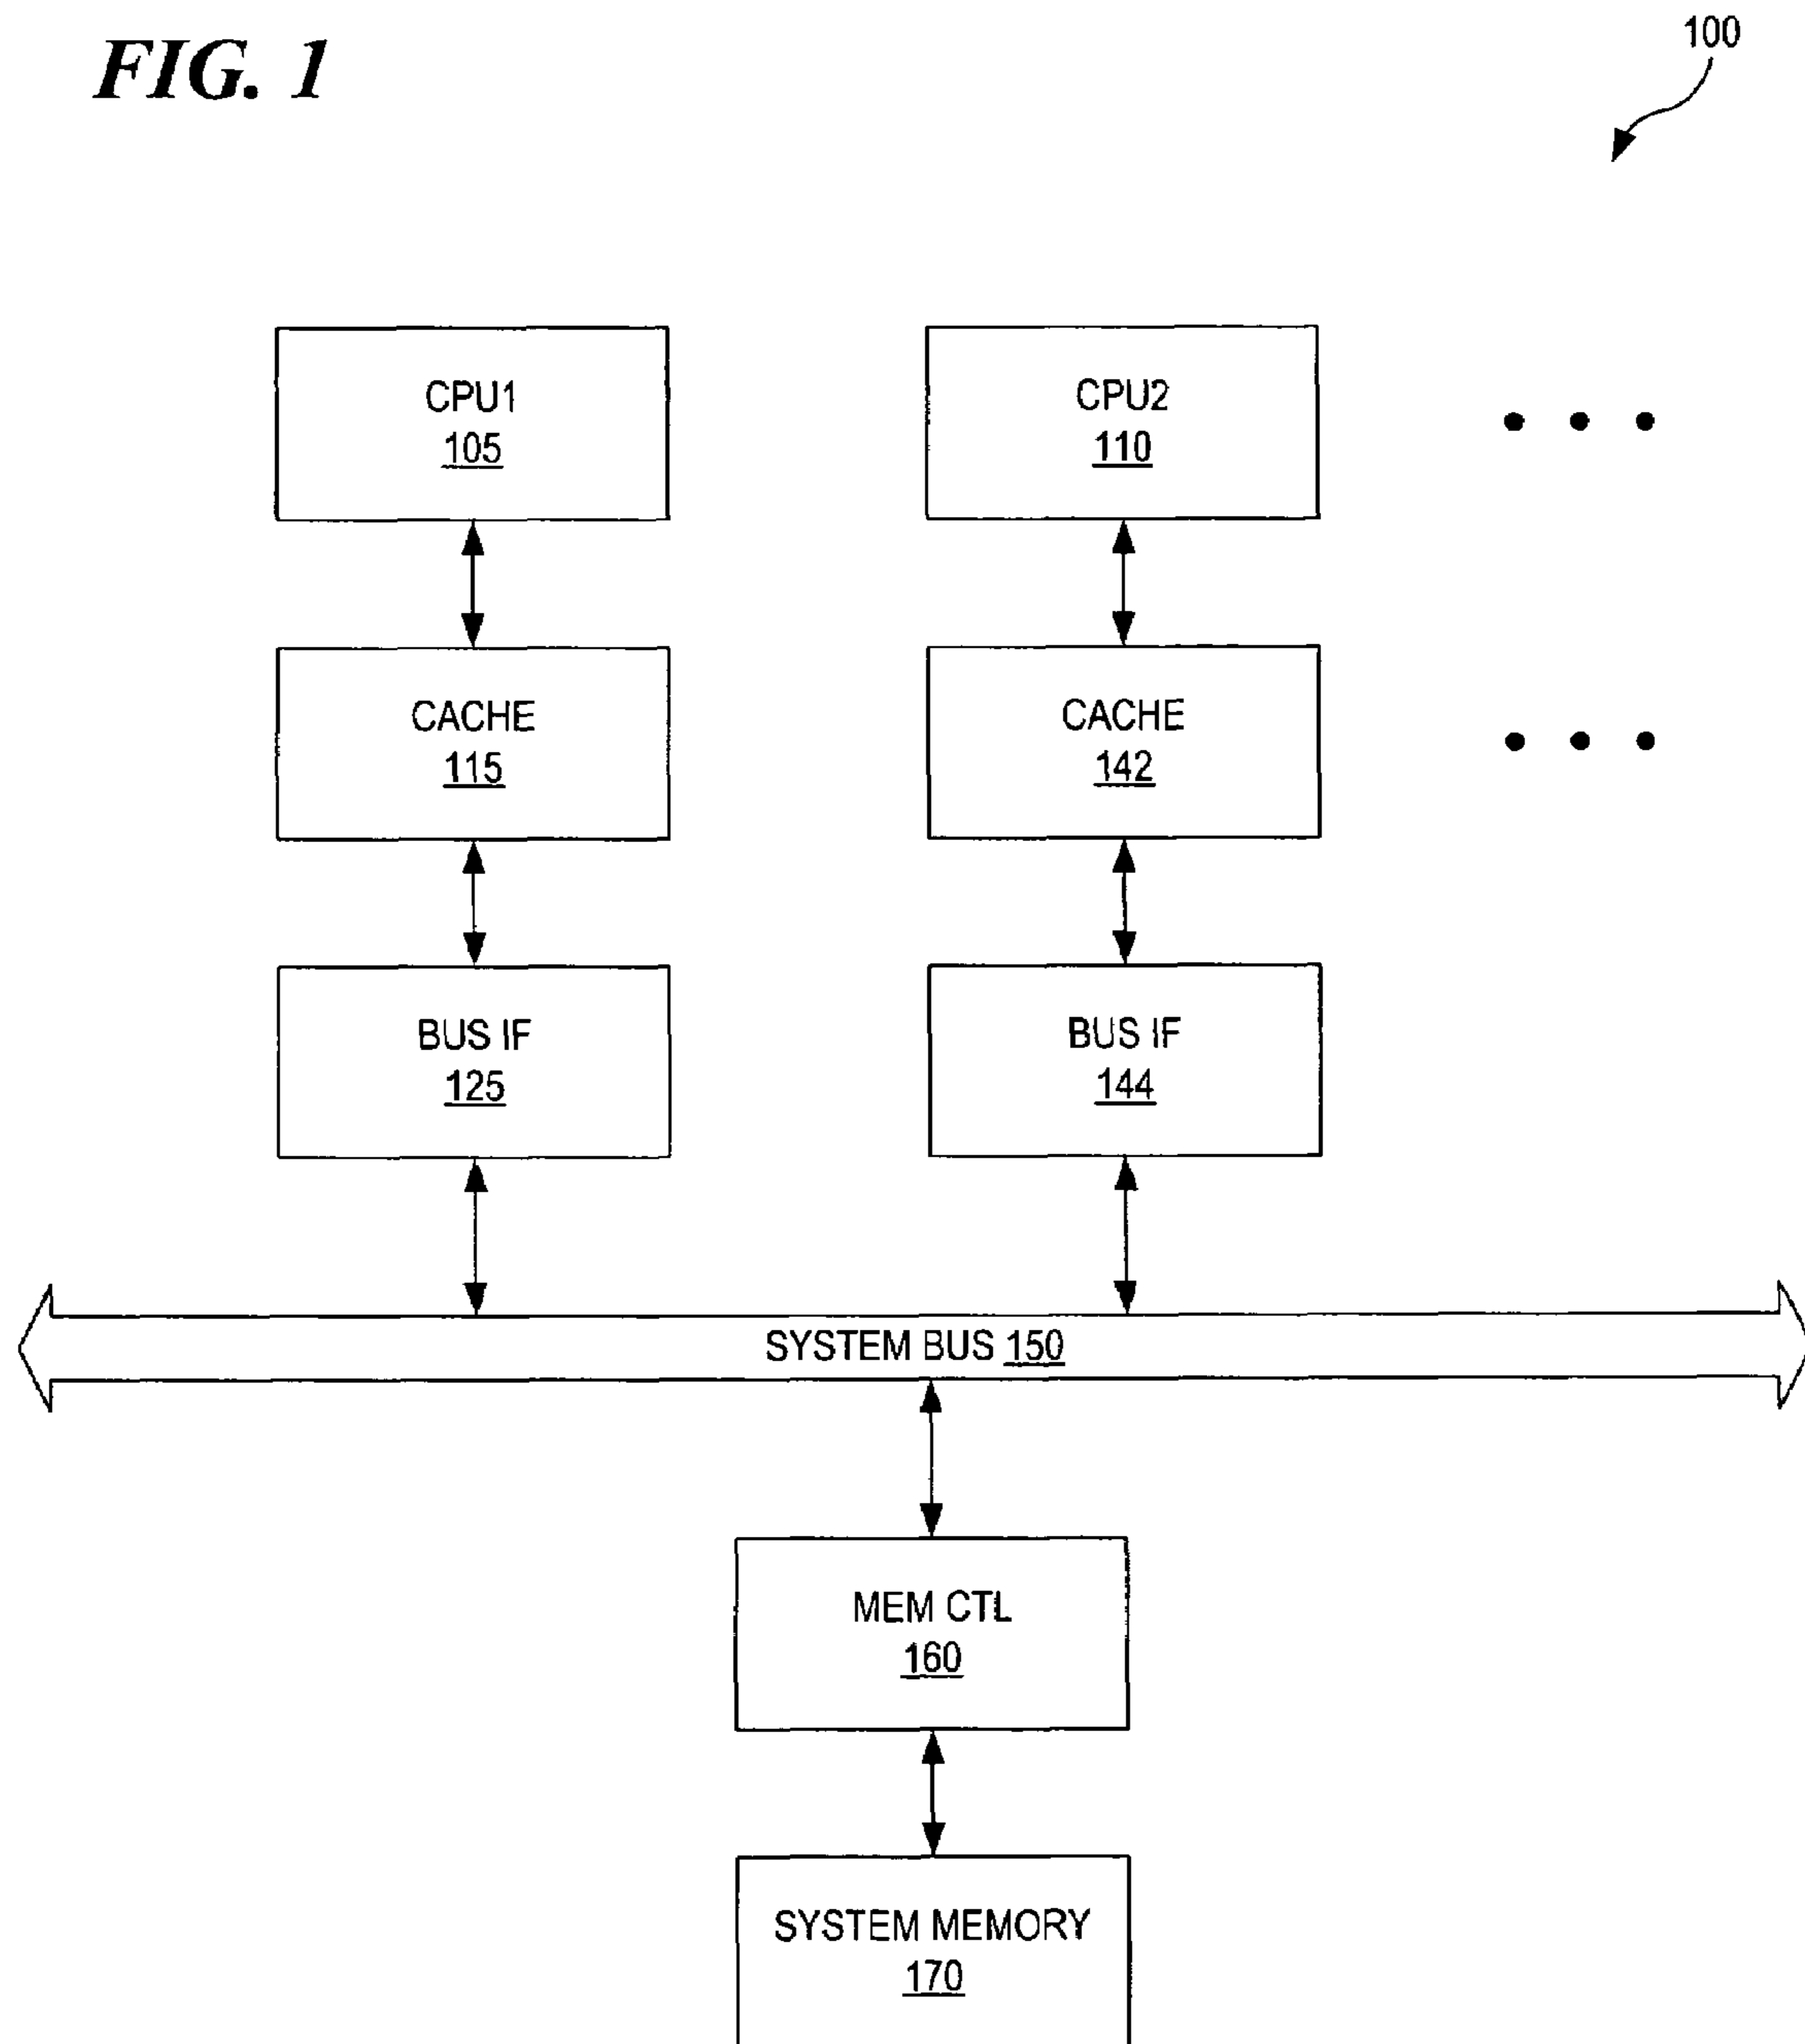 FIG. 1
100
CPU1
105
CPU2
110
CACHE
115
CACHE
142
BUS IF
125
BUS IF
144
SYSTEM BUS 150
MEM CTL
160
SYSTEM MEMORY
170